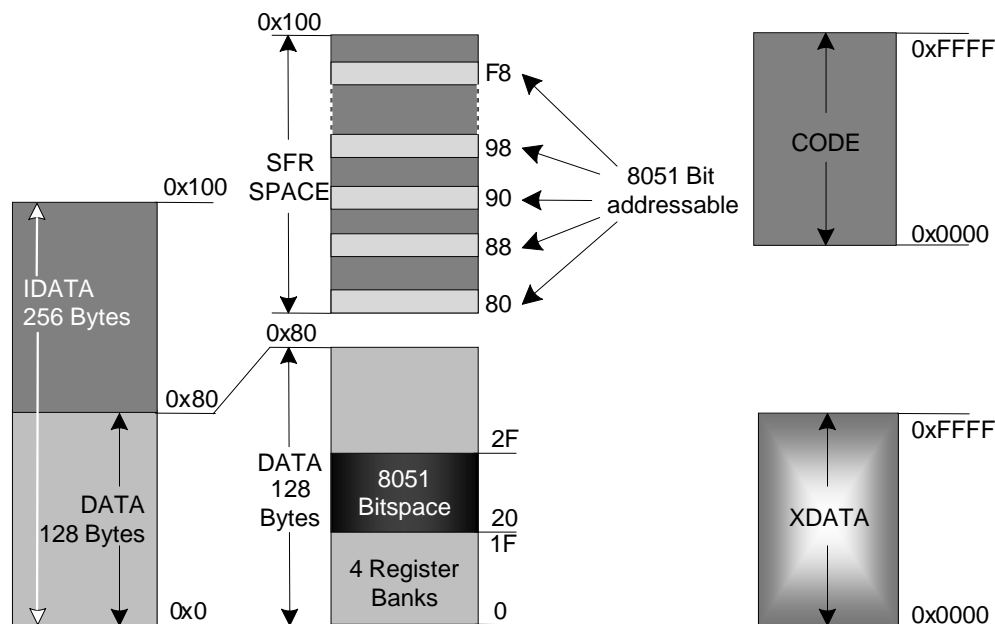 0x100
F8
98
90
88
80
SFR
SPACE
8051 Bit
addressable
0xFFFF
CODE
0x0000
0x100
IDATA
256 Bytes
0x80
DATA
128 Bytes
0x0
0x80
2F
DATA
128
Bytes
8051
Bitspace
20
1F
4 Register
Banks
0
0xFFFF
XDATA
0x0000